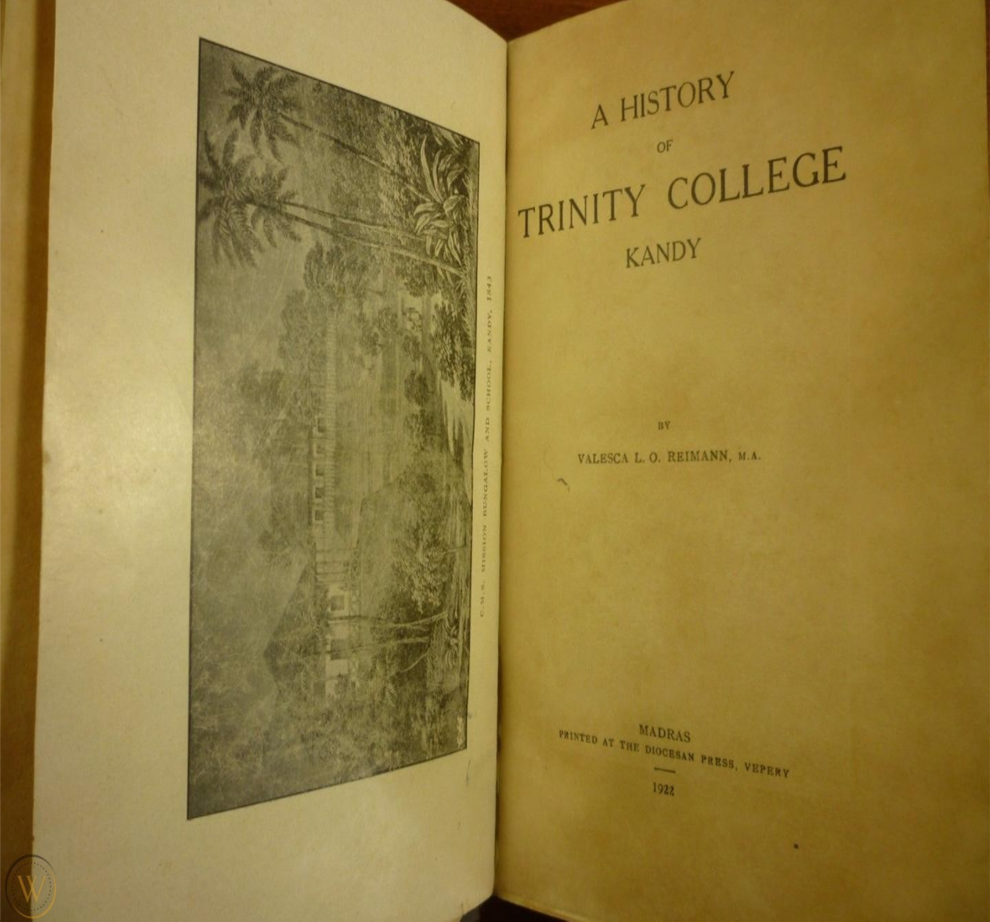 C.M.S. MISSION BUNGALOW AND SCHOOL, KANDY, 1843
A HISTORY
OF
TRINITY COLLEGE
KANDY
BY
VALESCA L. O. REIMANN, M.A.
MADRAS
PRINTED AT THE DIOCESAN PRESS, VEPERY
1922
W